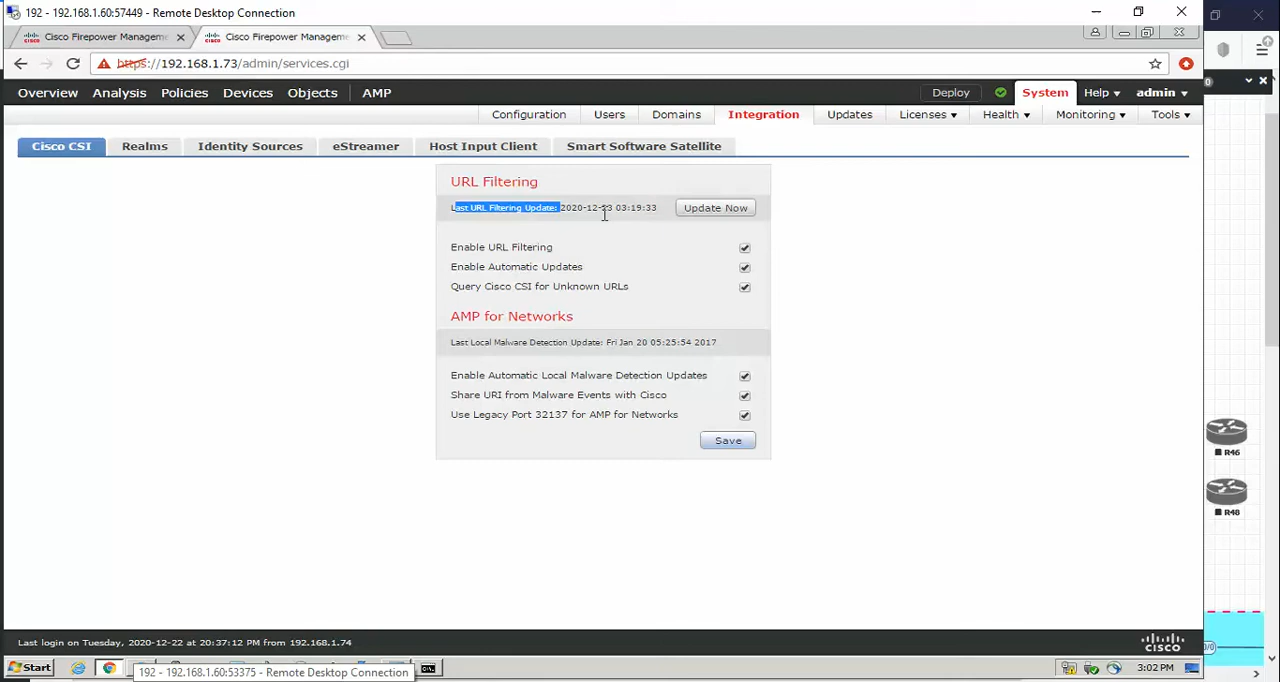 192 - 192.168.1.60:57449 - Remote Desktop Connection
Cisco Firepower Managem
Cisco Firepower Managem
https://192.168.1.73/admin/services.cgi
Overview Analysis Policies Devices Objects AMP Deploy System Help admin
Configuration Users Domains Integration Updates Licenses Health Monitoring Tools
Cisco CSI Realms Identity Sources eStreamer Host Input Client Smart Software Satellite
URL Filtering
Last URL Filtering Update: 2020-12-23 03:19:33 Update Now
Enable URL Filtering
Enable Automatic Updates
Query Cisco CSI for Unknown URLs
AMP for Networks
Last Local Malware Detection Update: Fri Jan 20 05:25:54 2017
Enable Automatic Local Malware Detection Updates
Share URI from Malware Events with Cisco
Use Legacy Port 32137 for AMP for Networks
Save
R46
R48
Last login on Tuesday, 2020-12-22 at 20:37:12 PM from 192.168.1.74
cisco
Start
192 - 192.168.1.60:53375 - Remote Desktop Connection
3:02 PM